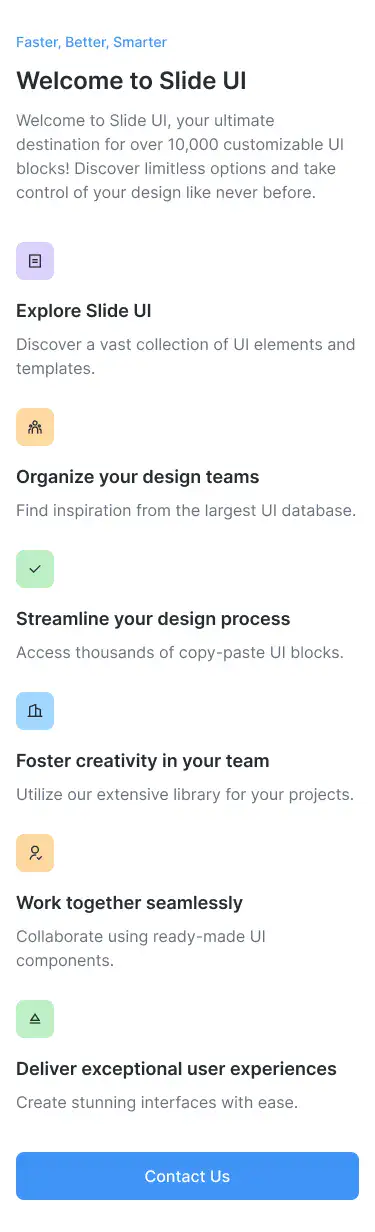 Faster, Better, Smarter
Welcome to Slide UI
Welcome to Slide UI, your ultimate
destination for over 10,000 customizable UI
blocks! Discover limitless options and take
control of your design like never before.
Explore Slide UI
Discover a vast collection of UI elements and
templates.
Organize your design teams
Find inspiration from the largest UI database.
Streamline your design process
Access thousands of copy-paste UI blocks.
Foster creativity in your team
Utilize our extensive library for your projects.
Work together seamlessly
Collaborate using ready-made UI
components.
Deliver exceptional user experiences
Create stunning interfaces with ease.
Contact Us